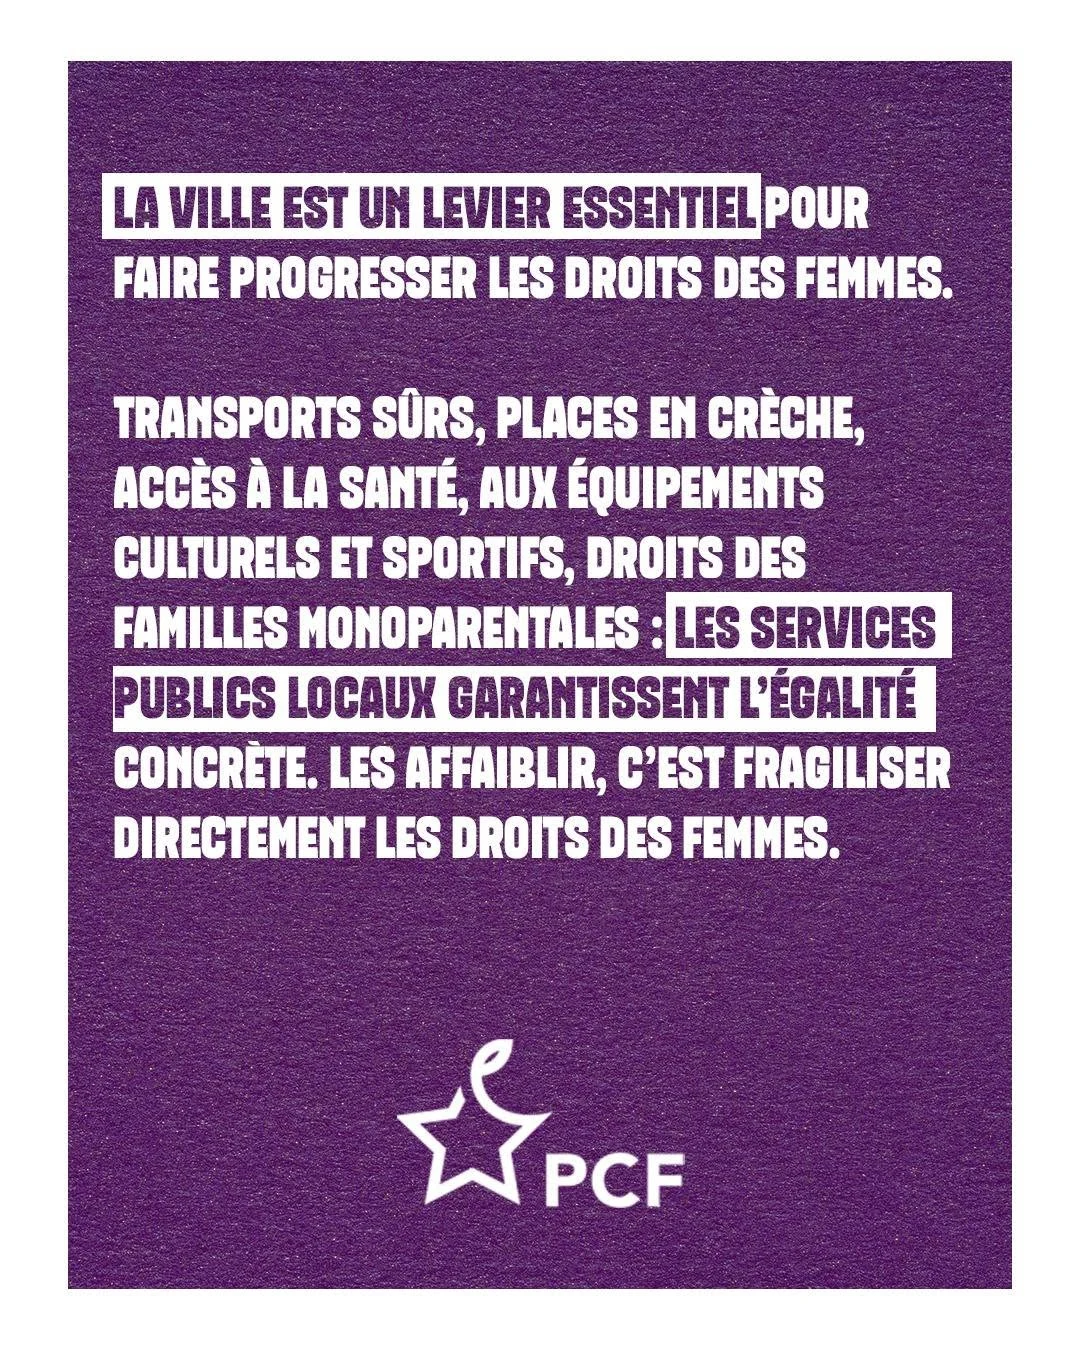 LA VILLE EST UN LEVIER ESSENTIEL POUR
FAIRE PROGRESSER LES DROITS DES FEMMES.
TRANSPORTS SÛRS, PLACES EN CRÈCHE,
ACCÈS À LA SANTÉ, AUX ÉQUIPEMENTS
CULTURELS ET SPORTIFS, DROITS DES
FAMILLES MONOPARENTALES : LES SERVICES
PUBLICS LOCAUX GARANTISSENT L’ÉGALITÉ
CONCRÈTE. LES AFFAIBLIR, C’EST FRAGILISER
DIRECTEMENT LES DROITS DES FEMMES.
PCF